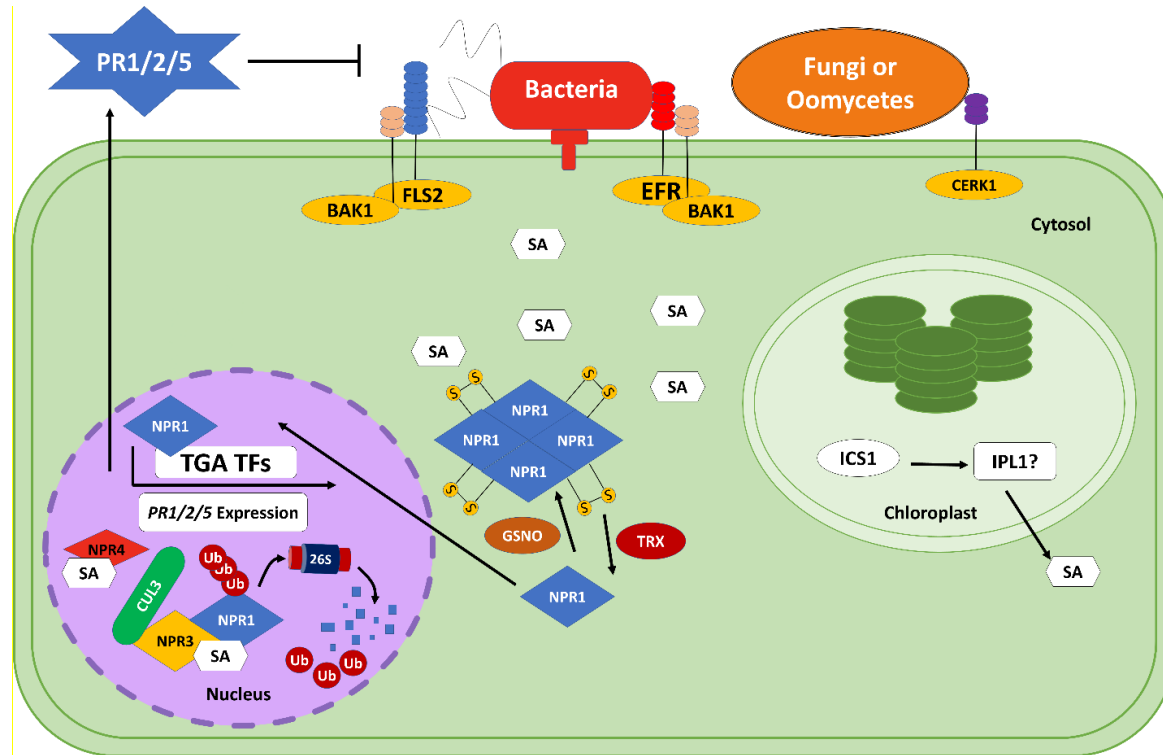 PR1/2/5
Bacteria
Fungi or
Oomycetes
BAK1
FLS2
EFR
BAK1
CERK1
Cytosol
SA
SA
SA
SA
SA
S
S
S
S
NPR1
NPR1
NPR1
NPR1
S
S
S
S
GSNO
TRX
NPR1
ICS1
IPL1?
Chloroplast
SA
NPR1
TGA TFs
PR1/2/5 Expression
NPR4
SA
CUL3
Ub
Ub
Ub
26S
NPR1
NPR3
SA
Ub
Ub
Ub
Nucleus